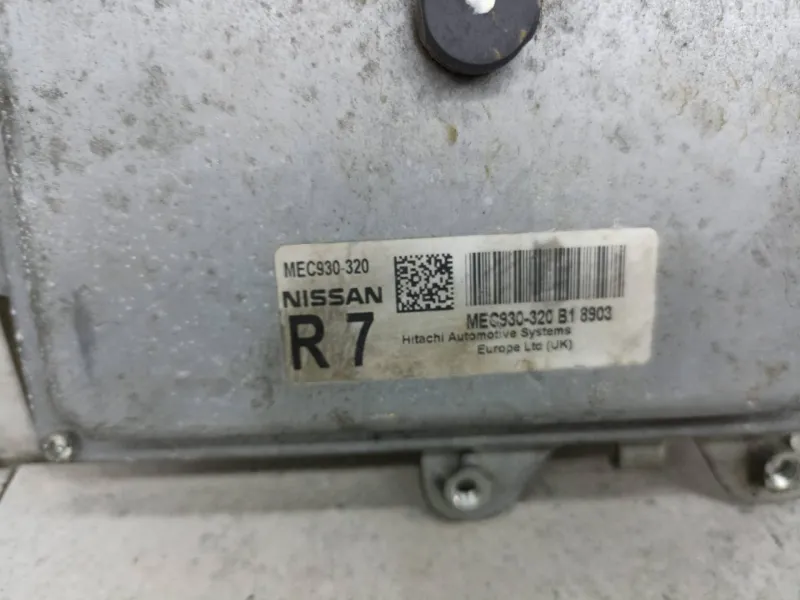 MEC930-320
NISSAN
R 7
MEC930-320 B1 8903
Hitachi Automotive Systems
Europe Ltd (UK)